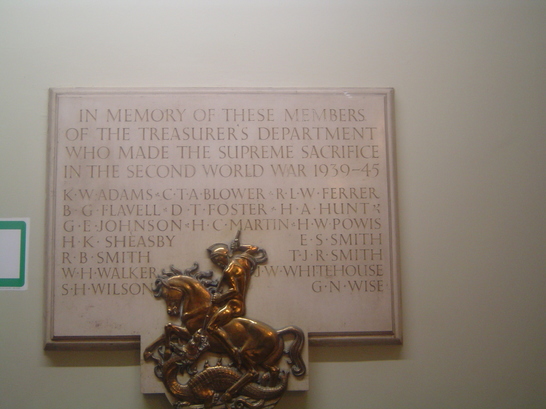 IN MEMORY OF THESE MEMBERS
OF THE TREASURER'S DEPARTMENT
WHO MADE THE SUPREME SACRIFICE
IN THE SECOND WORLD WAR 1939-45
K·W·ADAMS·C·T·A·BLOWER·R·L·W·FERRER
B·G·FLAVELL·D·T·FOSTER·H·A·HUNT
G·E·JOHNSON·H·C·MARTIN·H·W·POWIS
H·K·SHEASBY E·S·SMITH
R·B·SMITH T·J·R·SMITH
W·H·WALKER W·WHITEHOUSE
S·H·WILSON G·N·WISE